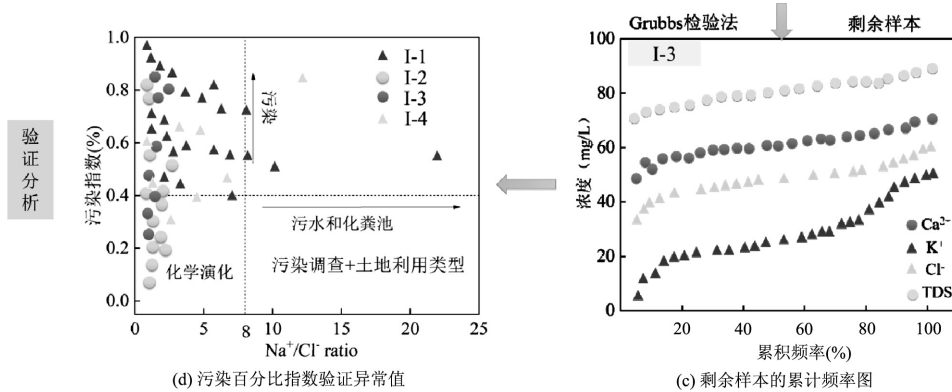 验证分析
污染指数(%)
1.0
0.8
0.6
0.4
0.2
0.0
I-1
I-2
I-3
I-4
污染
污水和化粪池
化学演化
污染调查+土地利用类型
0
5
8
10
15
20
25
Na⁺/Cl⁻ ratio
(d) 污染百分比指数验证异常值
Grubbs检验法
剩余样本
I-3
浓度（mg/L）
100
80
60
40
20
0
Ca²⁻
K⁺
Cl⁻
TDS
20
40
60
80
100
累积频率(%)
(c) 剩余样本的累计频率图